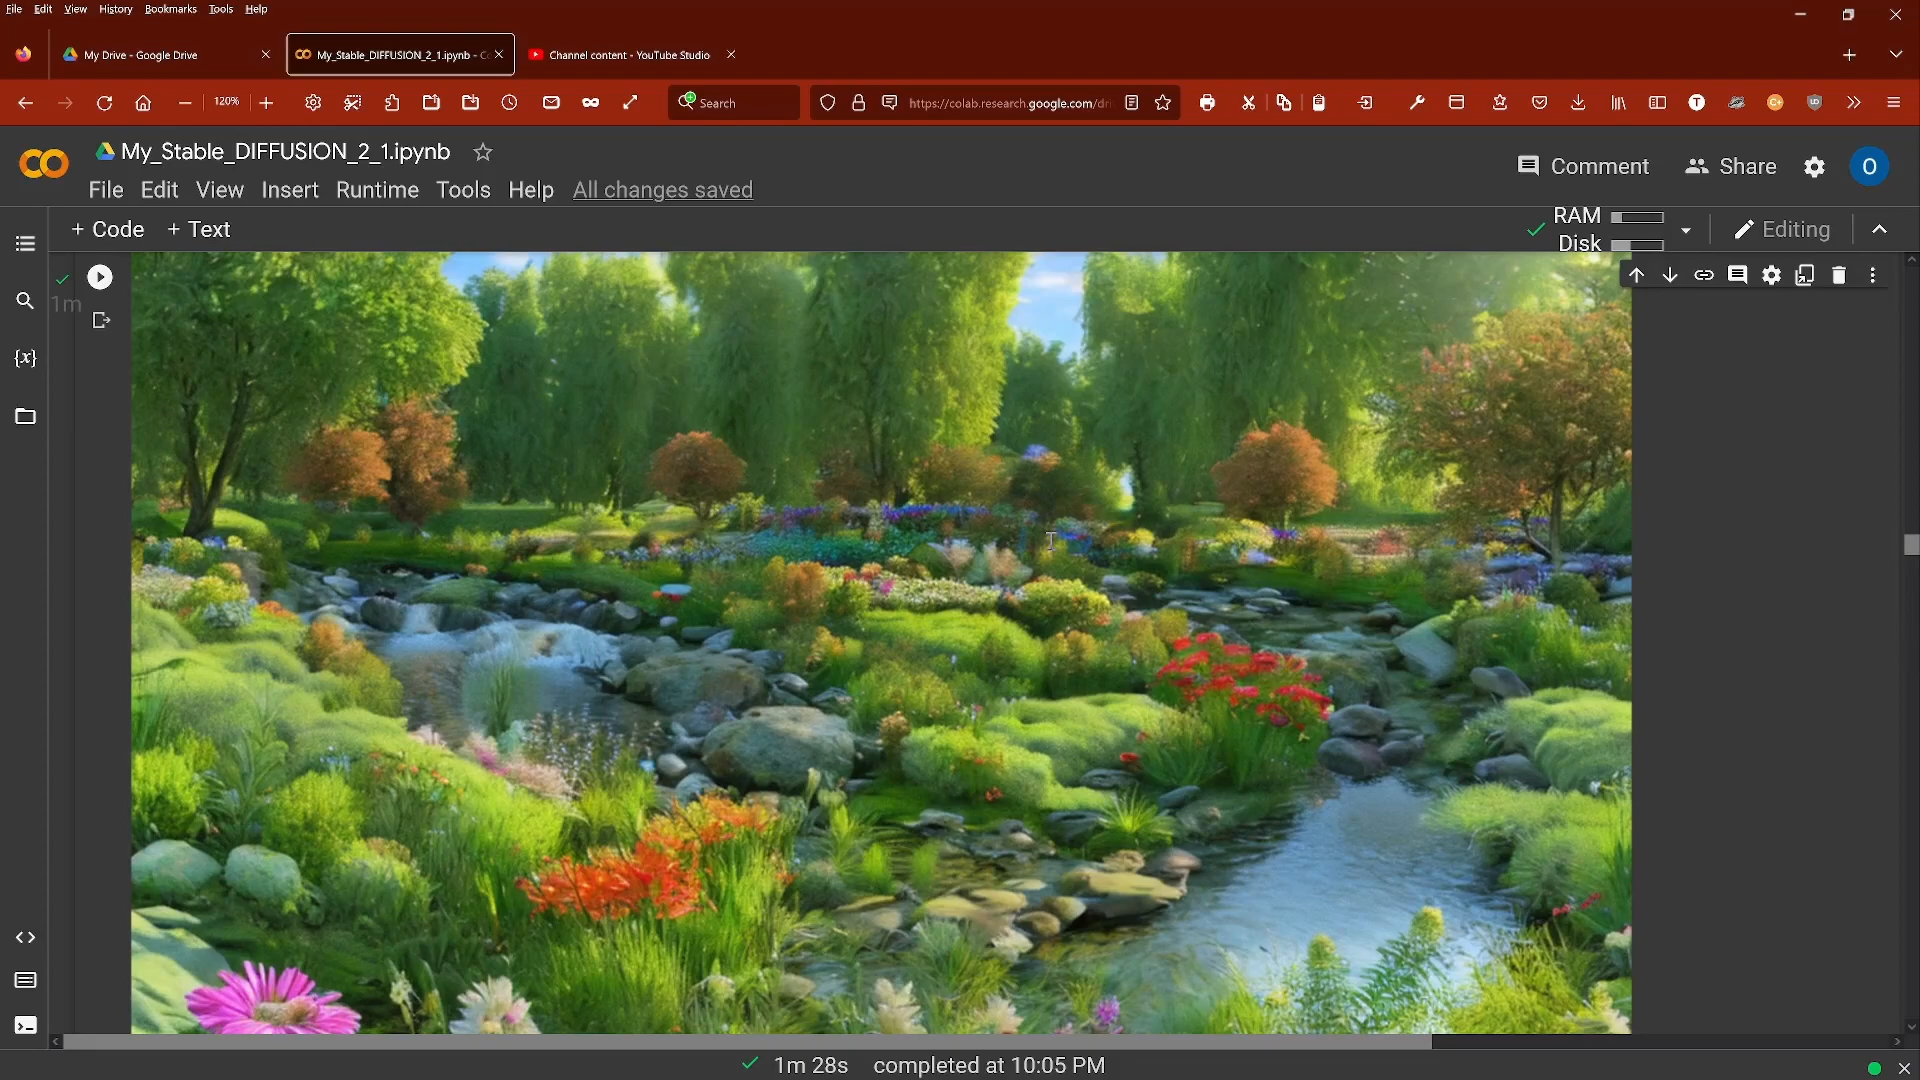 File Edit View History Bookmarks Tools Help
My Drive - Google Drive
My_Stable_DIFFUSION_2_1.ipynb - C
Channel content - YouTube Studio
120%
Search
https://colab.research.google.com/dri
My_Stable_DIFFUSION_2_1.ipynb
File Edit View Insert Runtime Tools Help All changes saved
Comment
Share
O
+ Code + Text
RAM
Disk
Editing
1m
{x}
1m 28s completed at 10:05 PM